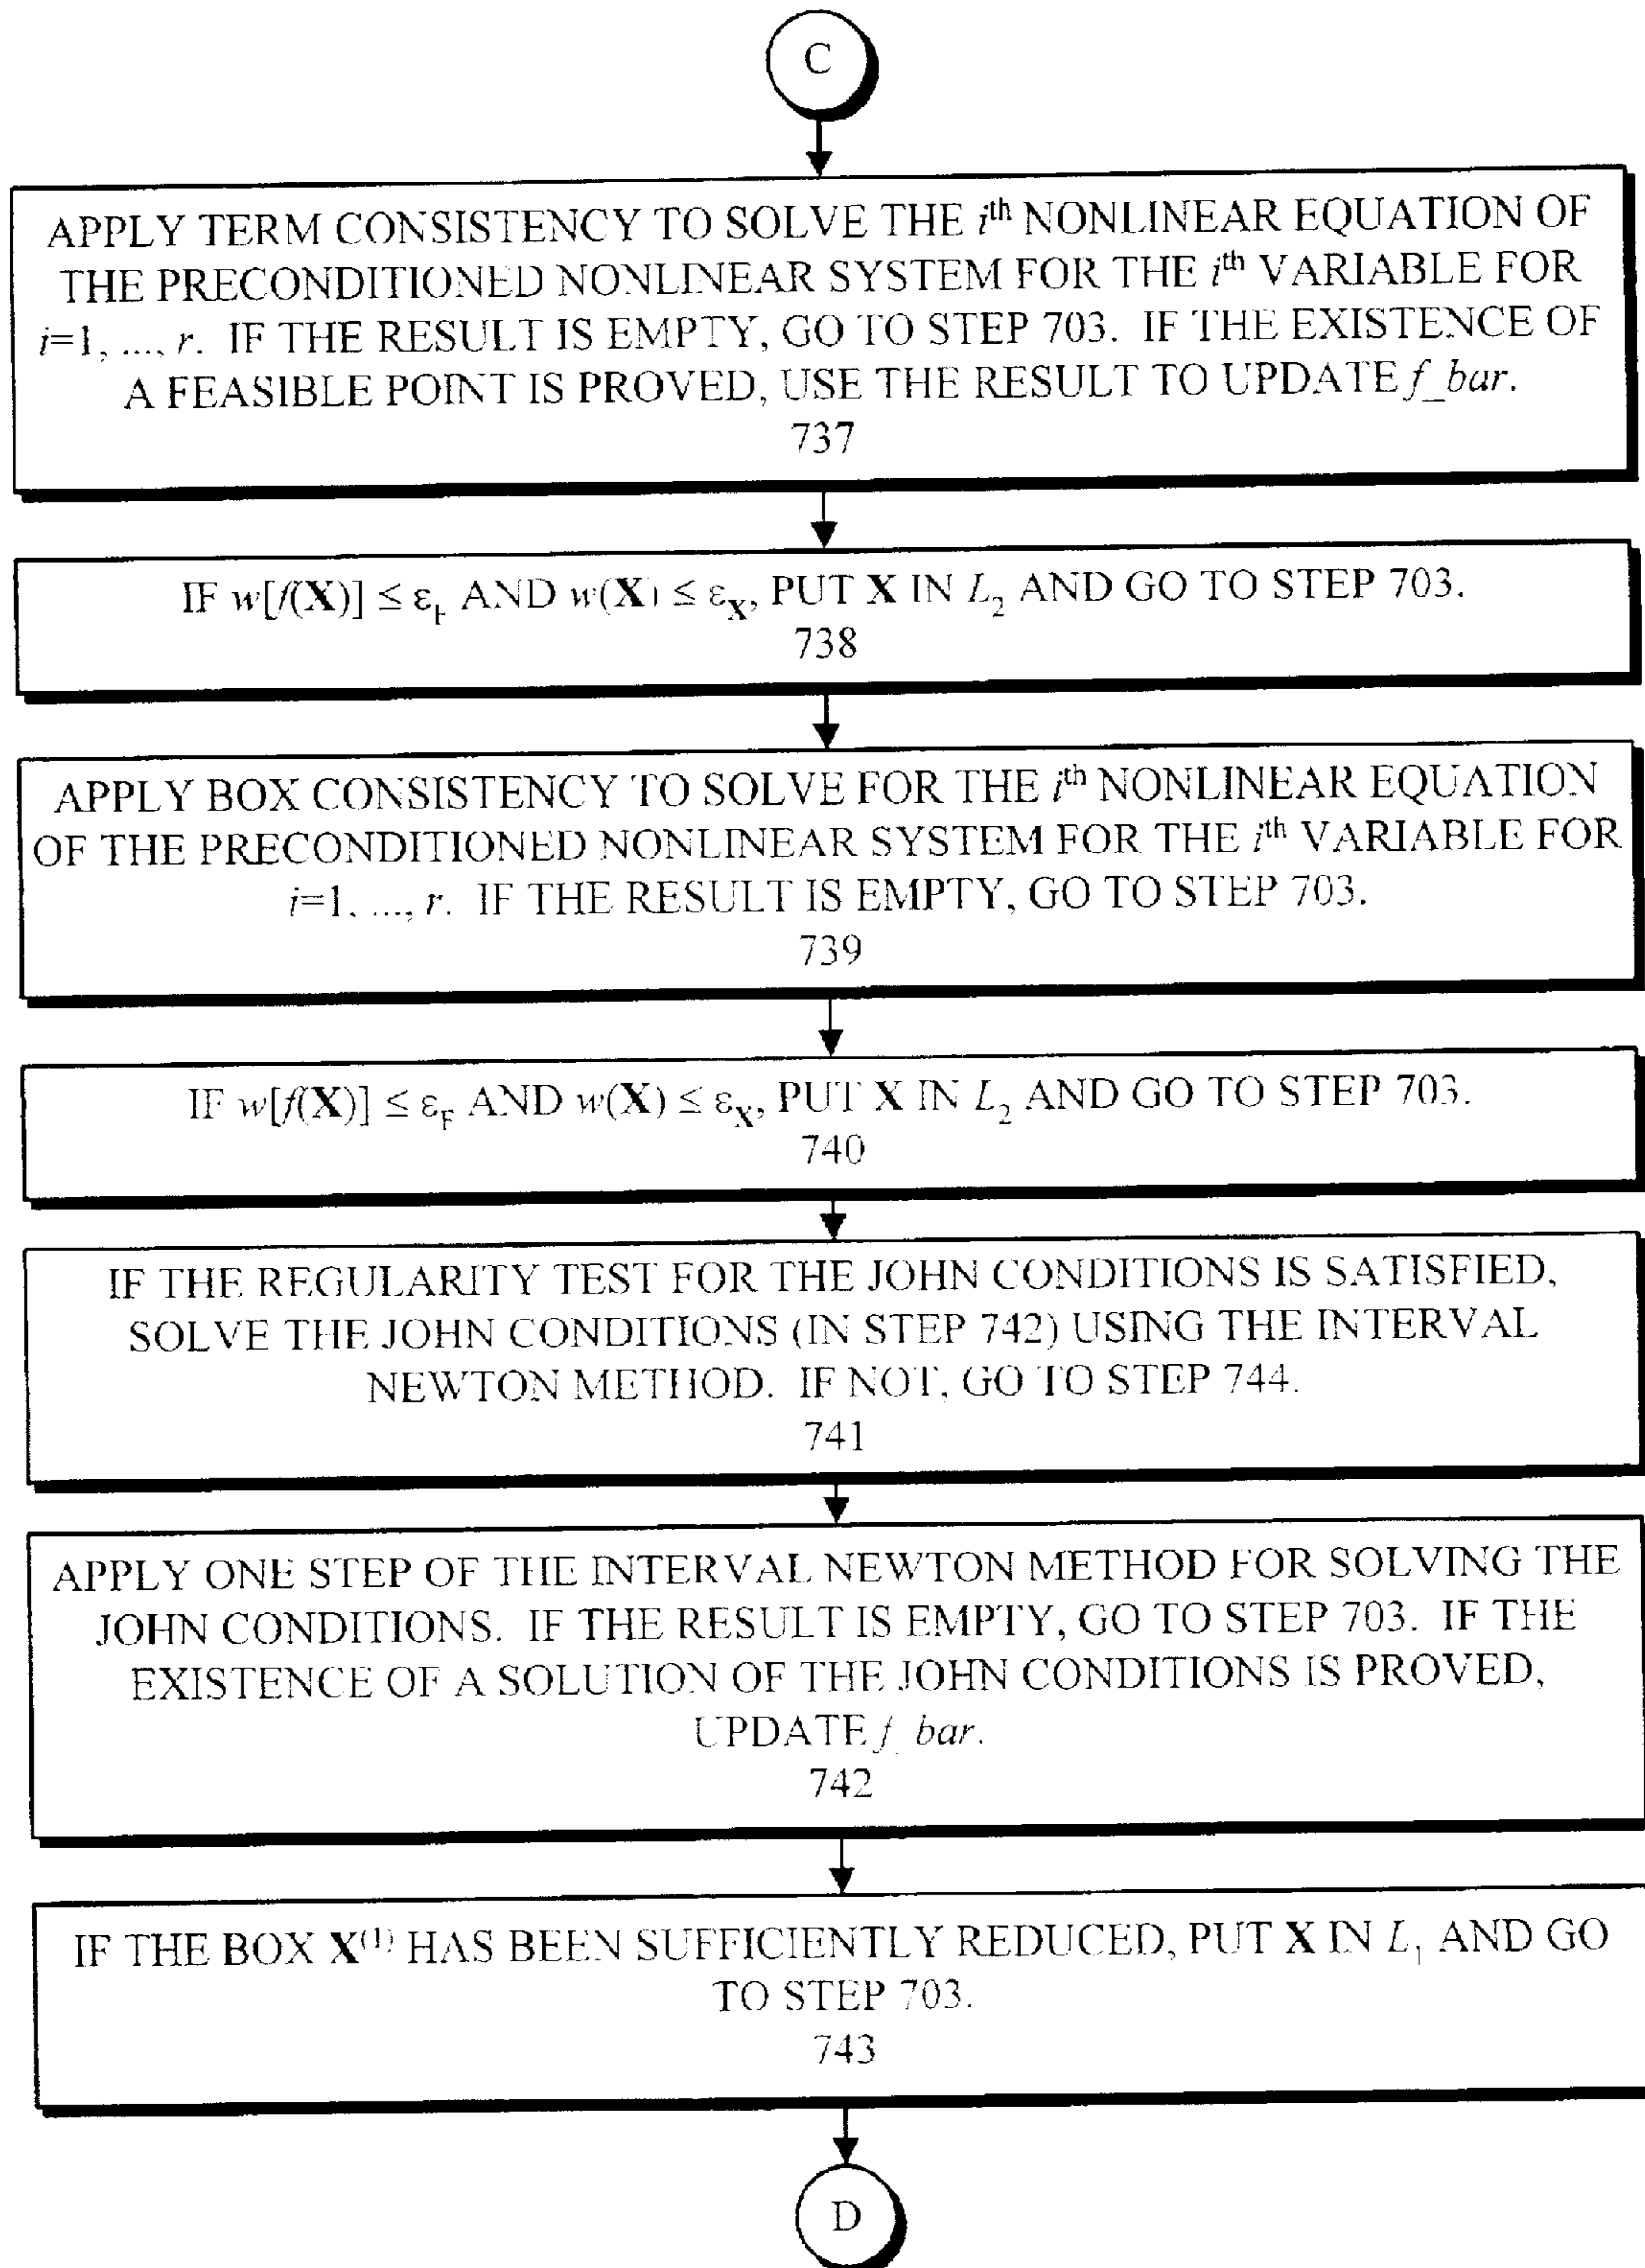 C
APPLY TERM CONSISTENCY TO SOLVE THE iᵗʰ NONLINEAR EQUATION OF
THE PRECONDITIONED NONLINEAR SYSTEM FOR THE iᵗʰ VARIABLE FOR
i=1, ..., r. IF THE RESULT IS EMPTY, GO TO STEP 703. IF THE EXISTENCE OF
A FEASIBLE POINT IS PROVED, USE THE RESULT TO UPDATE f_bar.
737
IF w[f(X)] ≤ ε_F AND w(X) ≤ ε_X, PUT X IN L₂ AND GO TO STEP 703.
738
APPLY BOX CONSISTENCY TO SOLVE FOR THE iᵗʰ NONLINEAR EQUATION
OF THE PRECONDITIONED NONLINEAR SYSTEM FOR THE iᵗʰ VARIABLE FOR
i=1, ..., r. IF THE RESULT IS EMPTY, GO TO STEP 703.
739
IF w[f(X)] ≤ ε_F AND w(X) ≤ ε_X, PUT X IN L₂ AND GO TO STEP 703.
740
IF THE REGULARITY TEST FOR THE JOHN CONDITIONS IS SATISFIED,
SOLVE THE JOHN CONDITIONS (IN STEP 742) USING THE INTERVAL
NEWTON METHOD. IF NOT, GO TO STEP 744.
741
APPLY ONE STEP OF THE INTERVAL NEWTON METHOD FOR SOLVING THE
JOHN CONDITIONS. IF THE RESULT IS EMPTY, GO TO STEP 703. IF THE
EXISTENCE OF A SOLUTION OF THE JOHN CONDITIONS IS PROVED,
UPDATE f_bar.
742
IF THE BOX X⁽¹⁾ HAS BEEN SUFFICIENTLY REDUCED, PUT X IN L₁ AND GO
TO STEP 703.
743
D